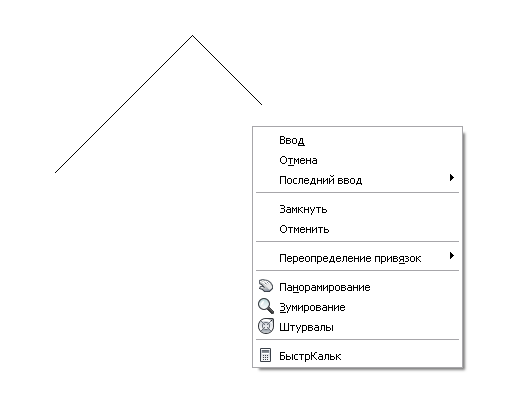 Ввод
Отмена
Последний ввод
Замкнуть
Отменить
Переопределение привязок
Панорамирование
Зумирование
Штурвалы
БыстрКальк